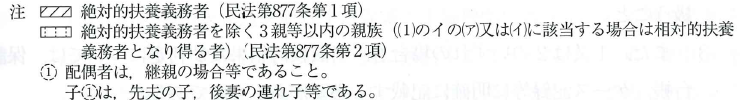 注 絶対的扶養義務者(民法第877条第1項)
絶対的扶養義務者を除く3親等以内の親族((1)のイの(ｱ)又は(ｲ)に該当する場合は相対的扶養
義務者となり得る者)(民法第877条第2項)
① 配偶者は,継親の場合等であること。
子①は,先夫の子,後妻の連れ子等である。